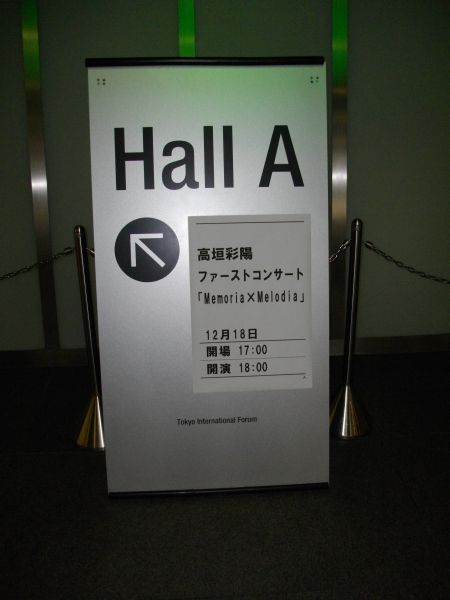 Hall A
高垣彩陽
ファーストコンサート
「Memoria×Melodia」
12月18日
開場 17:00
開演 18:00
Tokyo International Forum